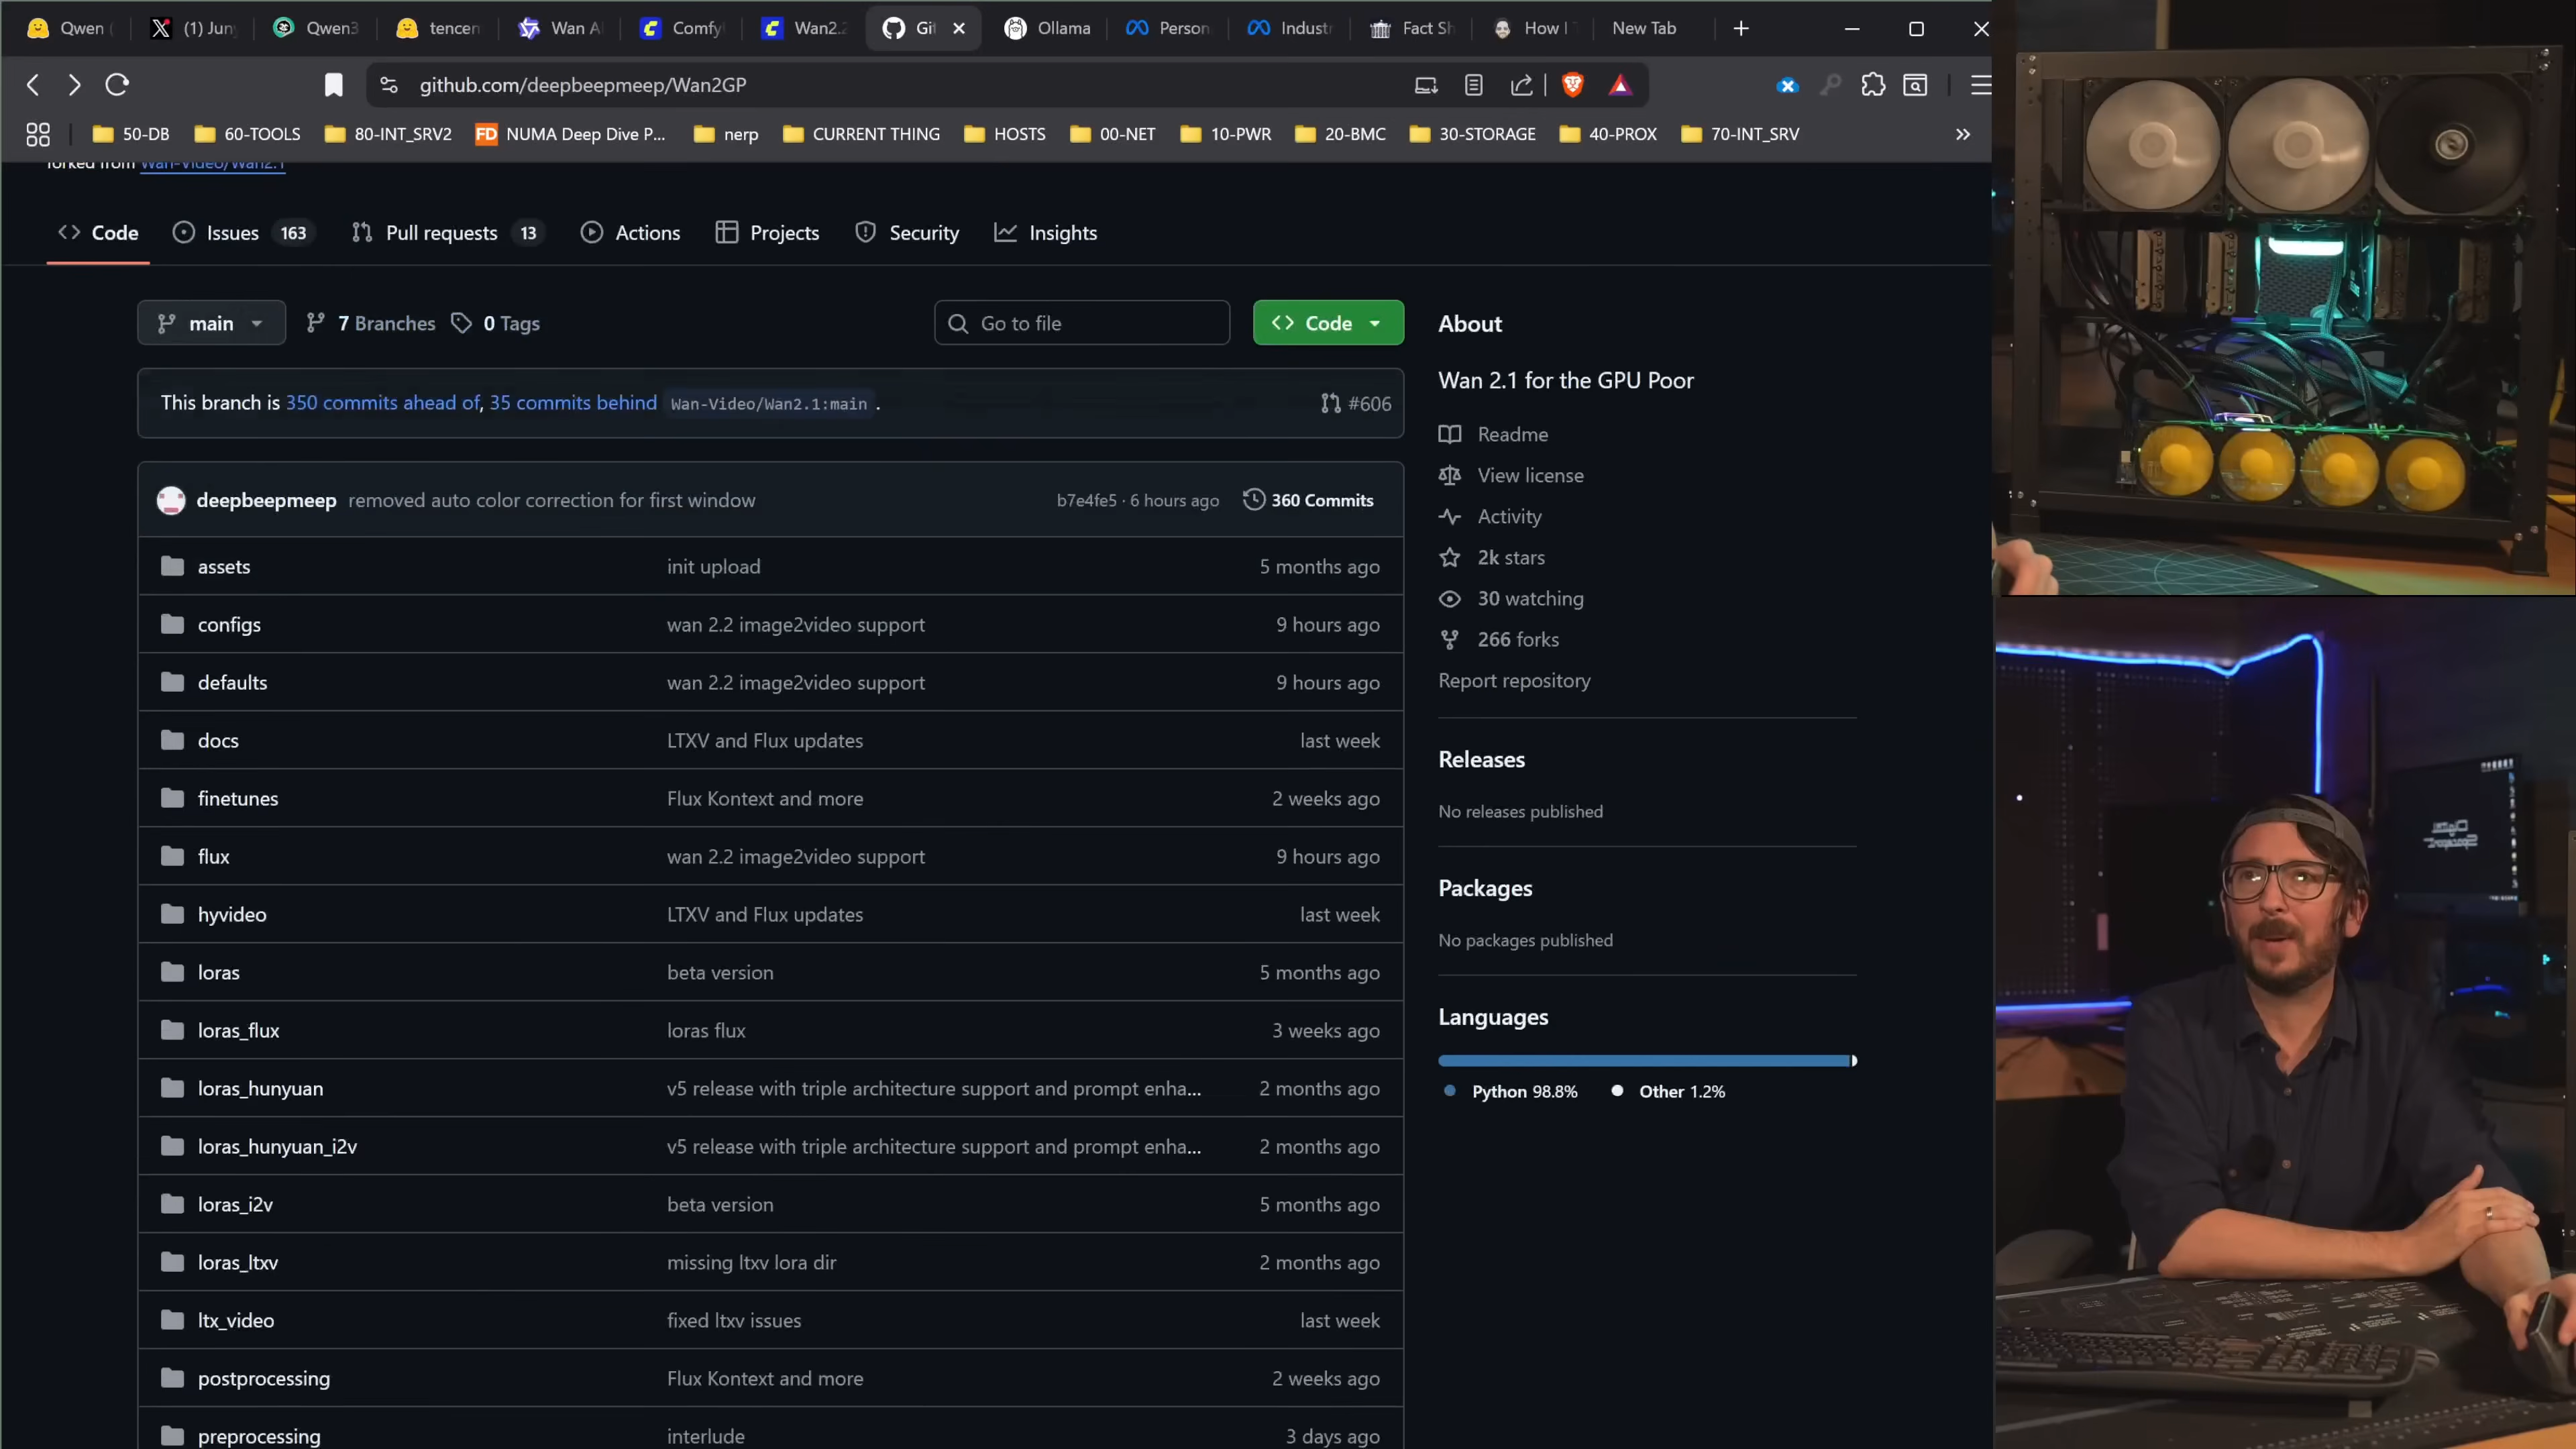 Qwen
(1) Jun
Qwen3
tencen
Wan A
Comfy
Wan2.2
Git
Ollama
Person
Industr
Fact Sh
How I
New Tab
github.com/deepbeepmeep/Wan2GP
50-DB
60-TOOLS
80-INT_SRV2
FD
NUMA Deep Dive P...
nerp
CURRENT THING
HOSTS
00-NET
10-PWR
20-BMC
30-STORAGE
40-PROX
70-INT_SRV
forked from Wan-Video/Wan2.1
Code
Issues 163
Pull requests 13
Actions
Projects
Security
Insights
main
7 Branches
0 Tags
Go to file
Code
This branch is 350 commits ahead of, 35 commits behind Wan-Video/Wan2.1:main .
#606
deepbeepmeep removed auto color correction for first window b7e4fe5 · 6 hours ago 360 Commits
assets init upload 5 months ago
configs wan 2.2 image2video support 9 hours ago
defaults wan 2.2 image2video support 9 hours ago
docs LTXV and Flux updates last week
finetunes Flux Kontext and more 2 weeks ago
flux wan 2.2 image2video support 9 hours ago
hyvideo LTXV and Flux updates last week
loras beta version 5 months ago
loras_flux loras flux 3 weeks ago
loras_hunyuan v5 release with triple architecture support and prompt enha... 2 months ago
loras_hunyuan_i2v v5 release with triple architecture support and prompt enha... 2 months ago
loras_i2v beta version 5 months ago
loras_ltxv missing ltxv lora dir 2 months ago
ltx_video fixed ltxv issues last week
postprocessing Flux Kontext and more 2 weeks ago
preprocessing interlude 3 days ago
About
Wan 2.1 for the GPU Poor
Readme
View license
Activity
2k stars
30 watching
266 forks
Report repository
Releases
No releases published
Packages
No packages published
Languages
Python 98.8%
Other 1.2%